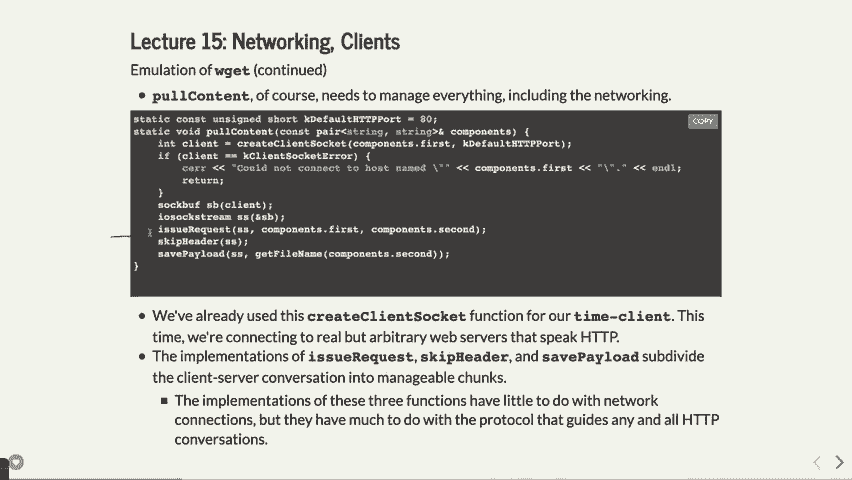 Lecture 15: Networking, Clients
Emulation of wget (continued)
• pullContent, of course, needs to manage everything, including the networking.
COPY
static const unsigned short kDefaultHTTPPort = 80;
static void pullContent(const pair<string, string>& components) {
    int client = createClientSocket(components.first, kDefaultHTTPPort);
    if (client == kClientSocketError) {
        cerr << "Could not connect to host named \"" << components.first << "\"." << endl;
        return;
    }
    sockbuf sb(client);
    iosockstream ss(&sb);
    issueRequest(ss, components.first, components.second);
    skipHeader(ss);
    savePayload(ss, getFileName(components.second));
}
• We've already used this createClientSocket function for our time-client. This
time, we're connecting to real but arbitrary web servers that speak HTTP.
• The implementations of issueRequest, skipHeader, and savePayload subdivide
the client-server conversation into manageable chunks.
▪ The implementations of these three functions have little to do with network
connections, but they have much to do with the protocol that guides any and all HTTP
conversations.